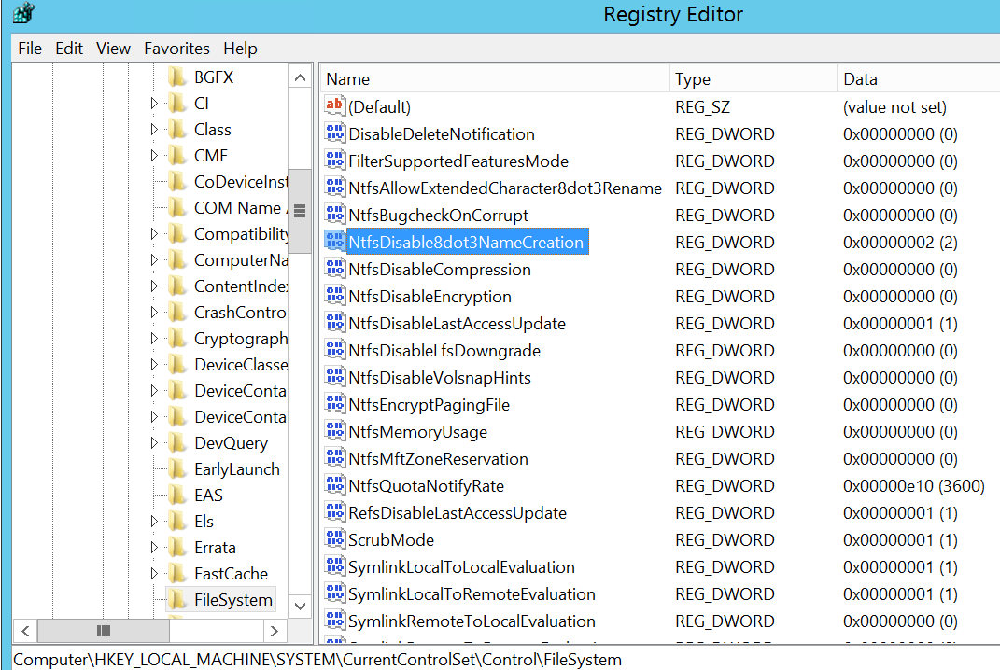 Registry Editor
File Edit View Favorites Help
BGFX
CI
Class
CMF
CoDeviceInst
COM Name
Compatibility
ComputerNa
ContentIndex
CrashContro
Cryptograph
DeviceClasse
DeviceConta
DeviceConta
DevQuery
EarlyLaunch
EAS
Els
Errata
FastCache
FileSystem
Name Type Data
ab (Default) REG_SZ (value not set)
DisableDeleteNotification REG_DWORD 0x00000000 (0)
FilterSupportedFeaturesMode REG_DWORD 0x00000000 (0)
NtfsAllowExtendedCharacter8dot3Rename REG_DWORD 0x00000000 (0)
NtfsBugcheckOnCorrupt REG_DWORD 0x00000000 (0)
NtfsDisable8dot3NameCreation REG_DWORD 0x00000002 (2)
NtfsDisableCompression REG_DWORD 0x00000000 (0)
NtfsDisableEncryption REG_DWORD 0x00000000 (0)
NtfsDisableLastAccessUpdate REG_DWORD 0x00000001 (1)
NtfsDisableLfsDowngrade REG_DWORD 0x00000000 (0)
NtfsDisableVolsnapHints REG_DWORD 0x00000000 (0)
NtfsEncryptPagingFile REG_DWORD 0x00000000 (0)
NtfsMemoryUsage REG_DWORD 0x00000000 (0)
NtfsMftZoneReservation REG_DWORD 0x00000000 (0)
NtfsQuotaNotifyRate REG_DWORD 0x00000e10 (3600)
RefsDisableLastAccessUpdate REG_DWORD 0x00000001 (1)
ScrubMode REG_DWORD 0x00000001 (1)
SymlinkLocalToLocalEvaluation REG_DWORD 0x00000001 (1)
SymlinkLocalToRemoteEvaluation REG_DWORD 0x00000001 (1)
SymlinkRemoteToLocalEvaluation REG_DWORD 0x00000000 (0)
Computer\HKEY_LOCAL_MACHINE\SYSTEM\CurrentControlSet\Control\FileSystem